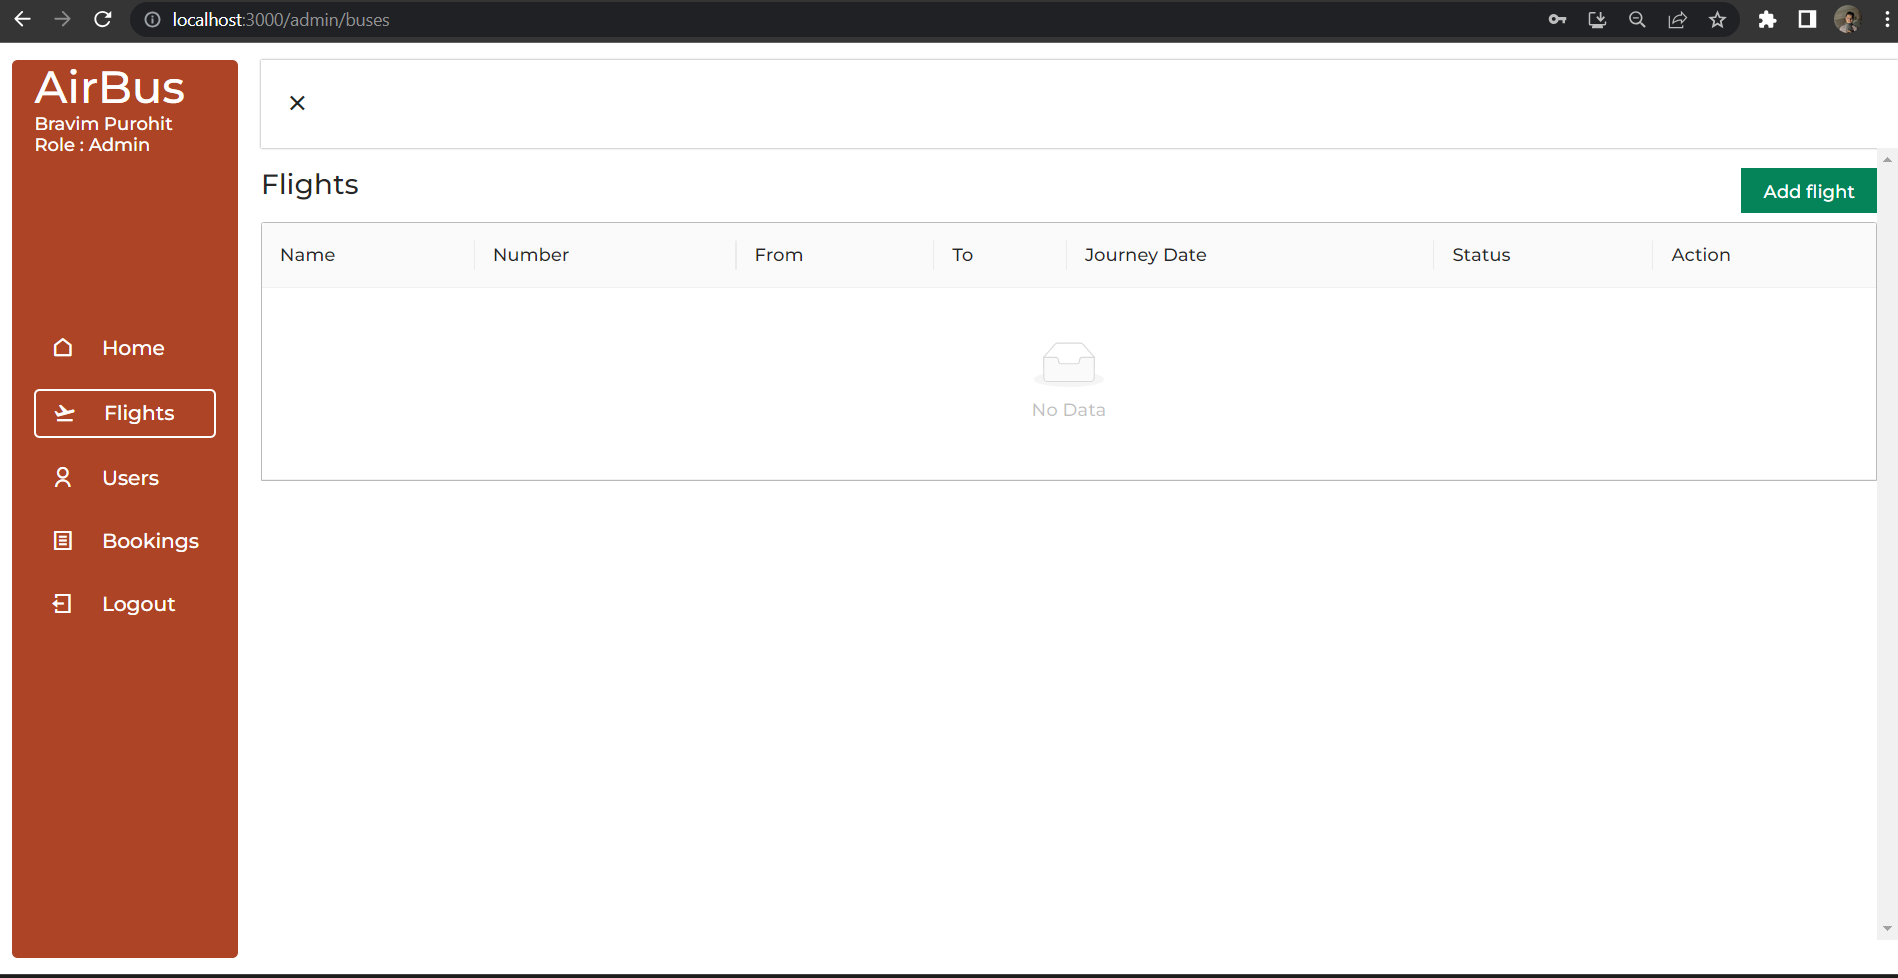 localhost:3000/admin/buses
AirBus
Bravim Purohit
Role : Admin
Home
Flights
Users
Bookings
Logout
Flights
Add flight
Name Number From To Journey Date Status Action
No Data